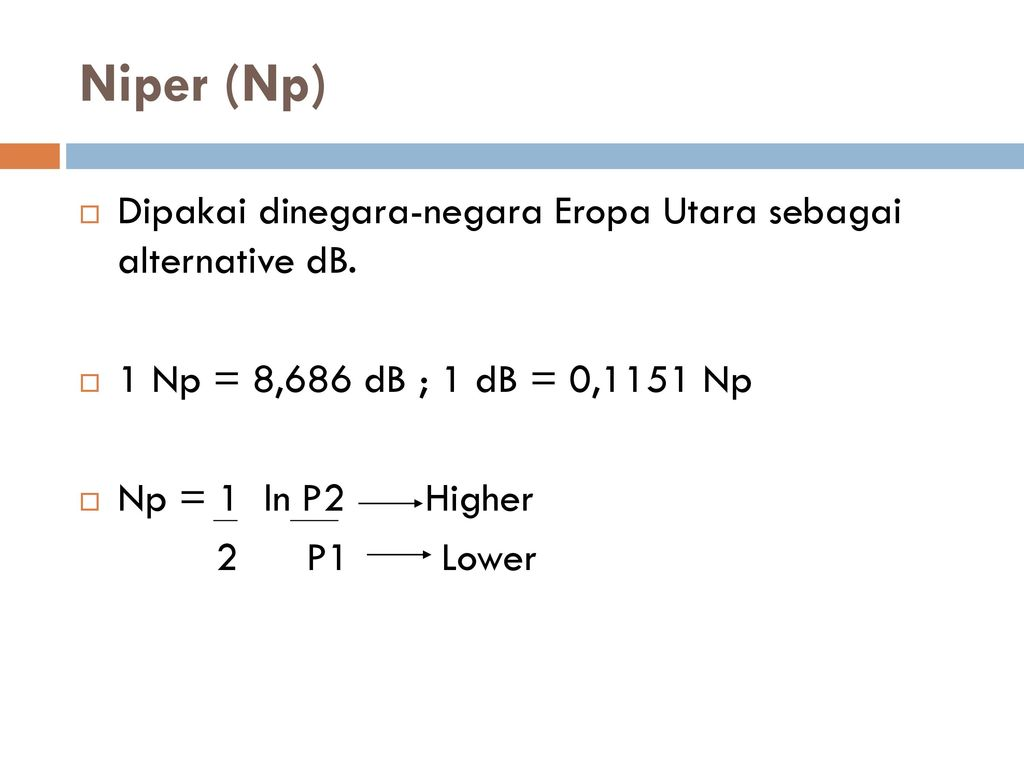 Niper (Np)
Dipakai dinegara-negara Eropa Utara sebagai
alternative dB.
1 Np = 8,686 dB ; 1 dB = 0,1151 Np
Np = 1 ln P2 Higher
2 P1 Lower